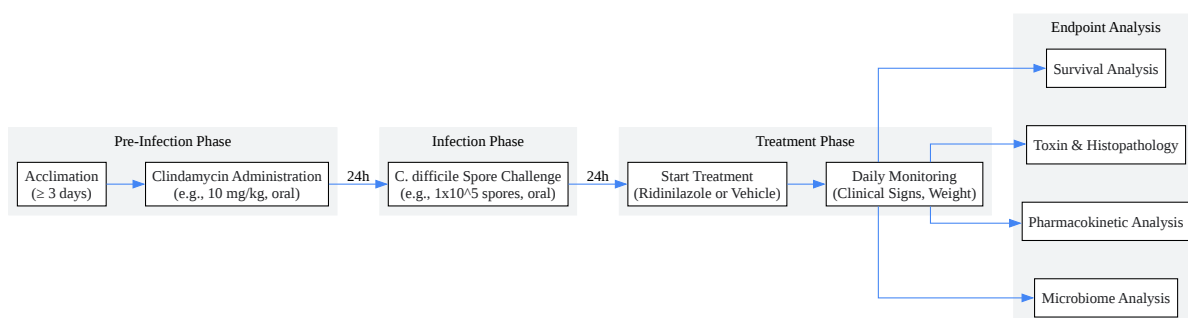 Endpoint Analysis
Survival Analysis
Pre-Infection Phase
Infection Phase
Treatment Phase
Toxin & Histopathology
Acclimation
(≥ 3 days)
Clindamycin Administration
(e.g., 10 mg/kg, oral)
24h
C. difficile Spore Challenge
(e.g., 1x10^5 spores, oral)
24h
Start Treatment
(Ridinilazole or Vehicle)
Daily Monitoring
(Clinical Signs, Weight)
Pharmacokinetic Analysis
Microbiome Analysis